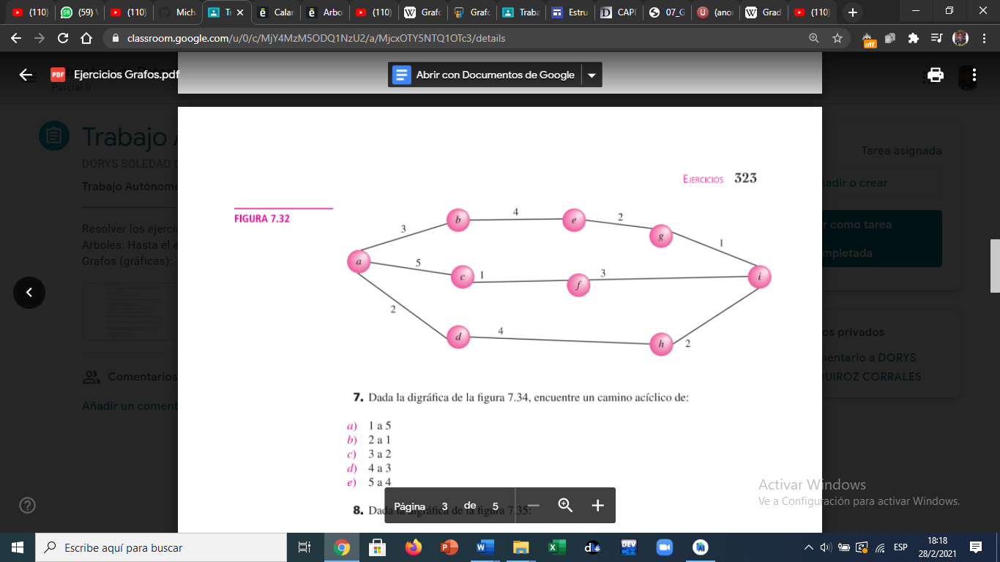 (110)
(59)
(110)
Mich
Tr
Calar
Arbo
(110)
Grafo
Grafo
Traba
Estru
CAPI
07_G
(anor
Grad
(110)
classroom.google.com/u/0/c/MjY4MzM5ODQ1NzU2/a/MjcxOTY5NTQ1OTc3/details
off
PDF Ejercicios Grafos.pdf
Abrir con Documentos de Google
Parcial II
Trabajo A
DORYS SOLEDAD
Trabajo Autónomo
Resolver los ejerci
Arboles: Hasta el e
Grafos (gráficas):
Comentarios
Añadir un coment
Tarea asignada
ñadir o crear
r como tarea
mpletada
os privados
mentario a DORYS
QUIROZ CORRALES
EJERCICIOS 323
FIGURA 7.32
3
b
4
e
2
g
1
a
5
c
1
f
3
i
2
d
4
h
2
7. Dada la digráfica de la figura 7.34, encuentre un camino acíclico de:
a) 1 a 5
b) 2 a 1
c) 3 a 2
d) 4 a 3
e) 5 a 4
8. Dada la digráfica de la figura 7.35:
Página 3 de 5
Activar Windows
Ve a Configuración para activar Windows.
Escribe aquí para buscar
DEV
ESP
18:18
28/2/2021